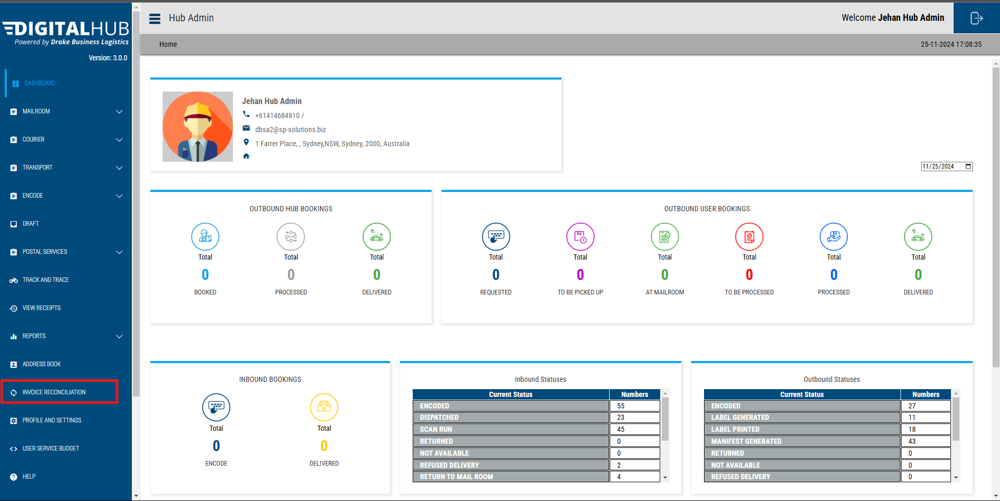 DIGITALHUB
Powered by Drake Business Logistics
Version: 3.0.0
DASHBOARD
MAILROOM
COURIER
TRANSPORT
ENCODE
DRAFT
POSTAL SERVICES
TRACK AND TRACE
VIEW RECEIPTS
REPORTS
ADDRESS BOOK
INVOICE RECONCILIATION
PROFILE AND SETTINGS
USER SERVICE BUDGET
HELP
Hub Admin
Welcome Jehan Hub Admin
Home
25-11-2024 17:08:35
Jehan Hub Admin
+61414684810 /
dbsa2@sp-solutions.biz
1 Farrer Place, , Sydney,NSW, Sydney, 2000, Australia
11/25/2024
OUTBOUND HUB BOOKINGS
Total Total Total
0 0 0
BOOKED PROCESSED DELIVERED
OUTBOUND USER BOOKINGS
Total Total Total Total Total Total
0 0 0 0 0 0
REQUESTED TO BE PICKED UP AT MAILROOM TO BE PROCESSED PROCESSED DELIVERED
INBOUND BOOKINGS
Total Total
0 0
ENCODE DELIVERED
Inbound Statuses
Current Status Numbers
ENCODED 55
DISPATCHED 23
SCAN RUN 45
RETURNED 0
NOT AVAILABLE 0
REFUSED DELIVERY 2
RETURN TO MAIL ROOM 4
Outbound Statuses
Current Status Numbers
ENCODED 27
LABEL GENERATED 11
LABEL PRINTED 18
MANIFEST GENERATED 43
RETURNED 0
NOT AVAILABLE 0
REFUSED DELIVERY 0